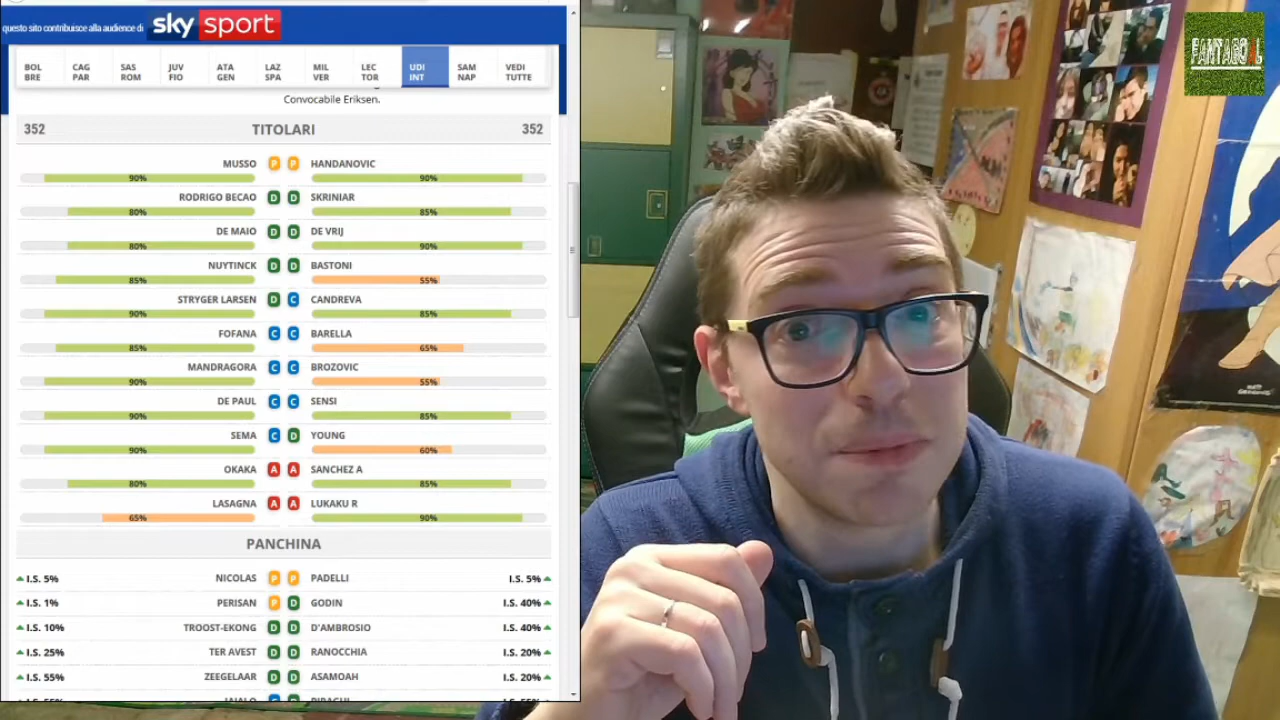 questo sito contribuisce alla audience di sky sport
BOL BRE
CAG PAR
SAS ROM
JUV FIO
ATA GEN
LAZ SPA
MIL VER
LEC TOR
UDI INT
SAM NAP
VEDI TUTTE
Convocabile Eriksen.
352 TITOLARI 352
MUSSO P P HANDANOVIC
90% 90%
RODRIGO BECAO D D SKRINIAR
80% 85%
DE MAIO D D DE VRIJ
80% 90%
NUYTINCK D D BASTONI
85% 55%
STRYGER LARSEN D C CANDREVA
90% 85%
FOFANA C C BARELLA
85% 65%
MANDRAGORA C C BROZOVIC
90% 55%
DE PAUL C C SENSI
90% 85%
SEMA C D YOUNG
90% 60%
OKAKA A A SANCHEZ A
80% 85%
LASAGNA A A LUKAKU R
65% 90%
PANCHINA
I.S. 5% NICOLAS P P PADELLI I.S. 5%
I.S. 1% PERISAN P D GODIN I.S. 40%
I.S. 10% TROOST-EKONG D D D'AMBROSIO I.S. 40%
I.S. 25% TER AVEST D D RANOCCHIA I.S. 20%
I.S. 55% ZEEGELAAR D D ASAMOAH I.S. 20%
FANTAGOAL